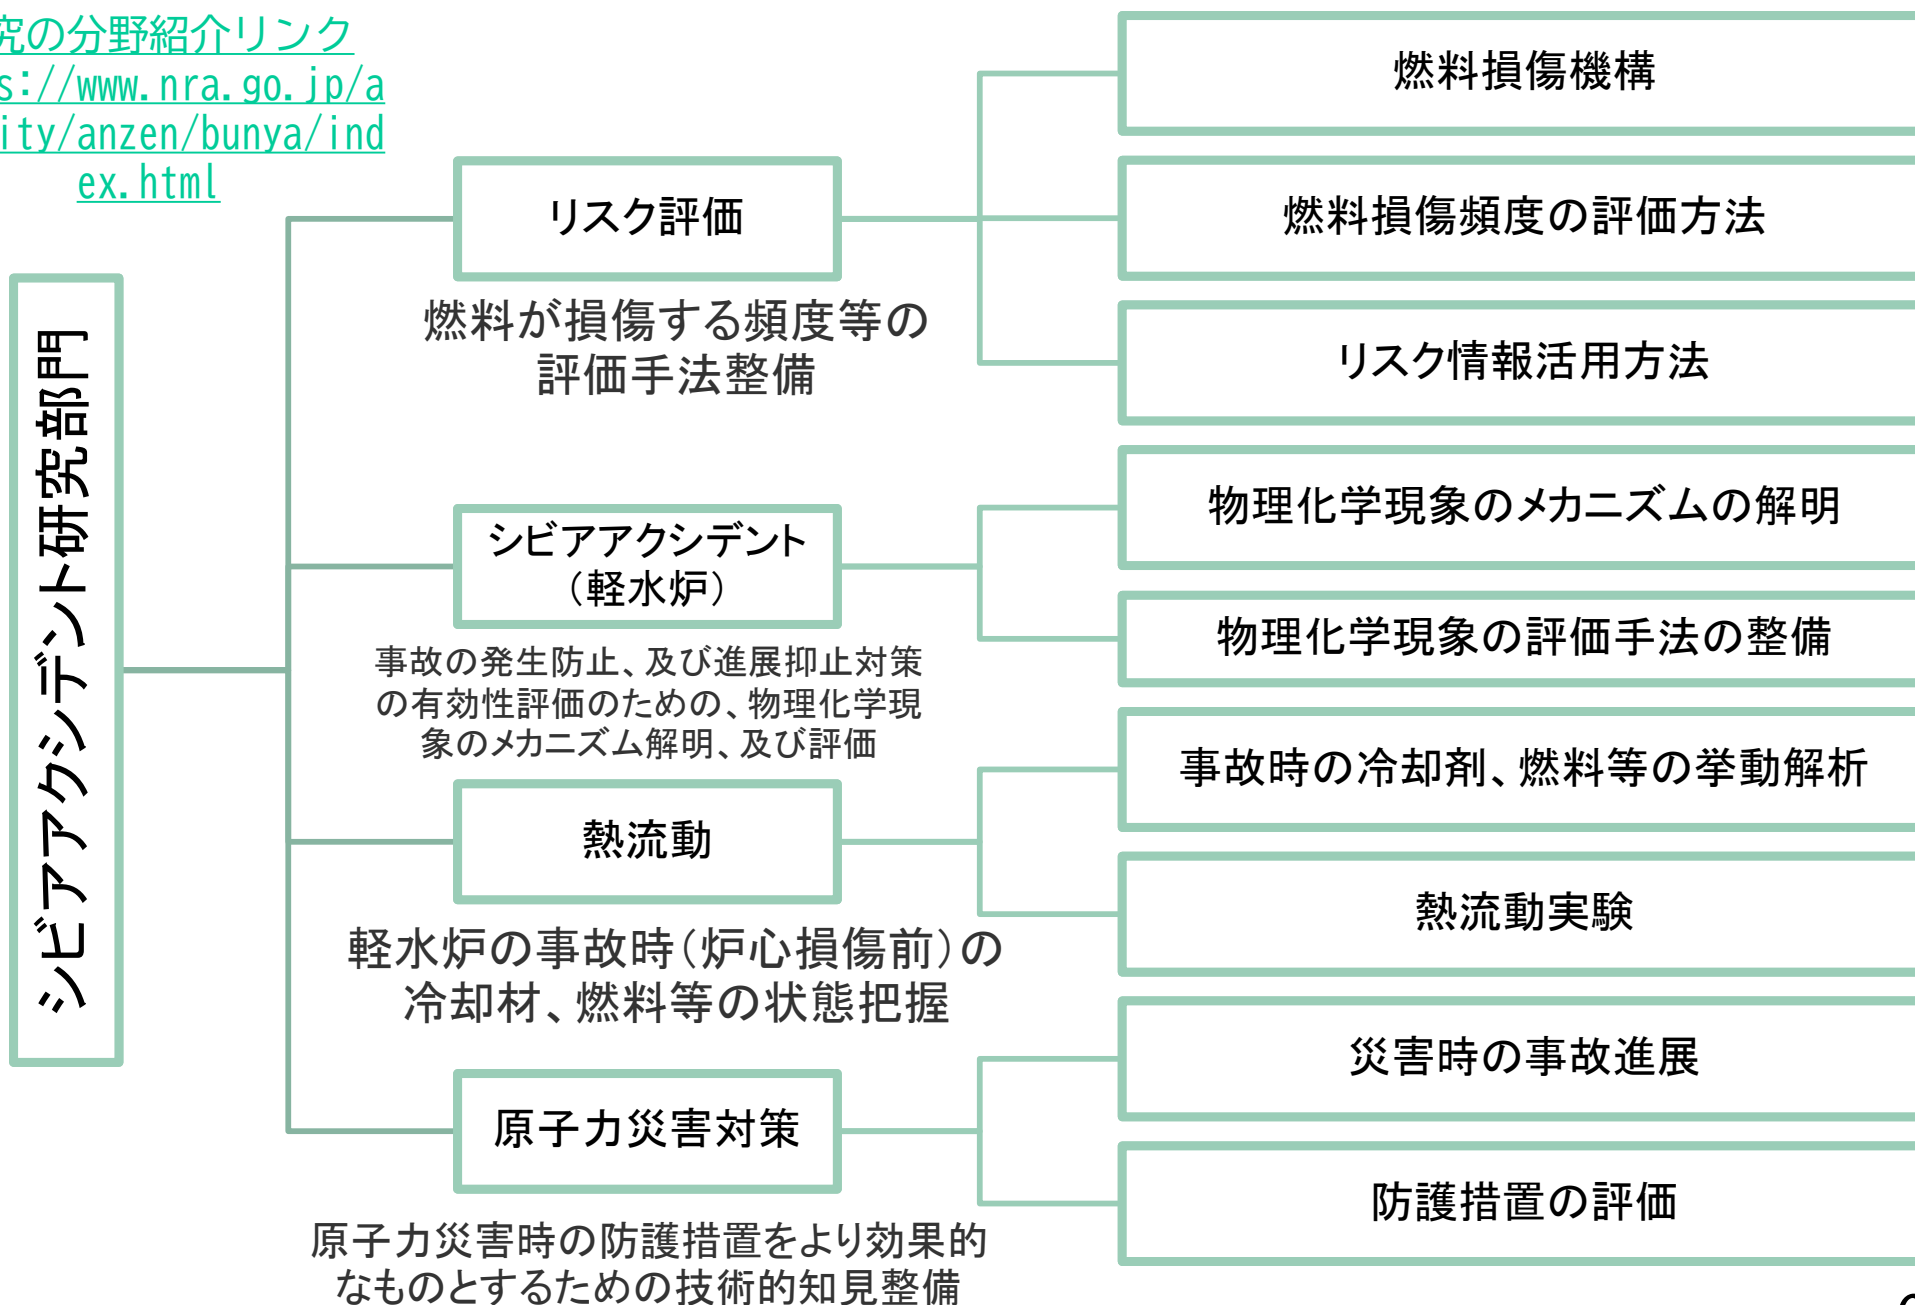 究の分野紹介リンク
s://www.nra.go.jp/a
ity/anzen/bunya/ind
ex.html
シビアアクシデント研究部門
リスク評価
燃料が損傷する頻度等の
評価手法整備
燃料損傷機構
燃料損傷頻度の評価方法
リスク情報活用方法
シビアアクシデント
（軽水炉）
事故の発生防止、及び進展抑止対策
の有効性評価のための、物理化学現
象のメカニズム解明、及び評価
物理化学現象のメカニズムの解明
物理化学現象の評価手法の整備
熱流動
軽水炉の事故時（炉心損傷前）の
冷却材、燃料等の状態把握
事故時の冷却剤、燃料等の挙動解析
熱流動実験
原子力災害対策
原子力災害時の防護措置をより効果的
なものとするための技術的知見整備
災害時の事故進展
防護措置の評価